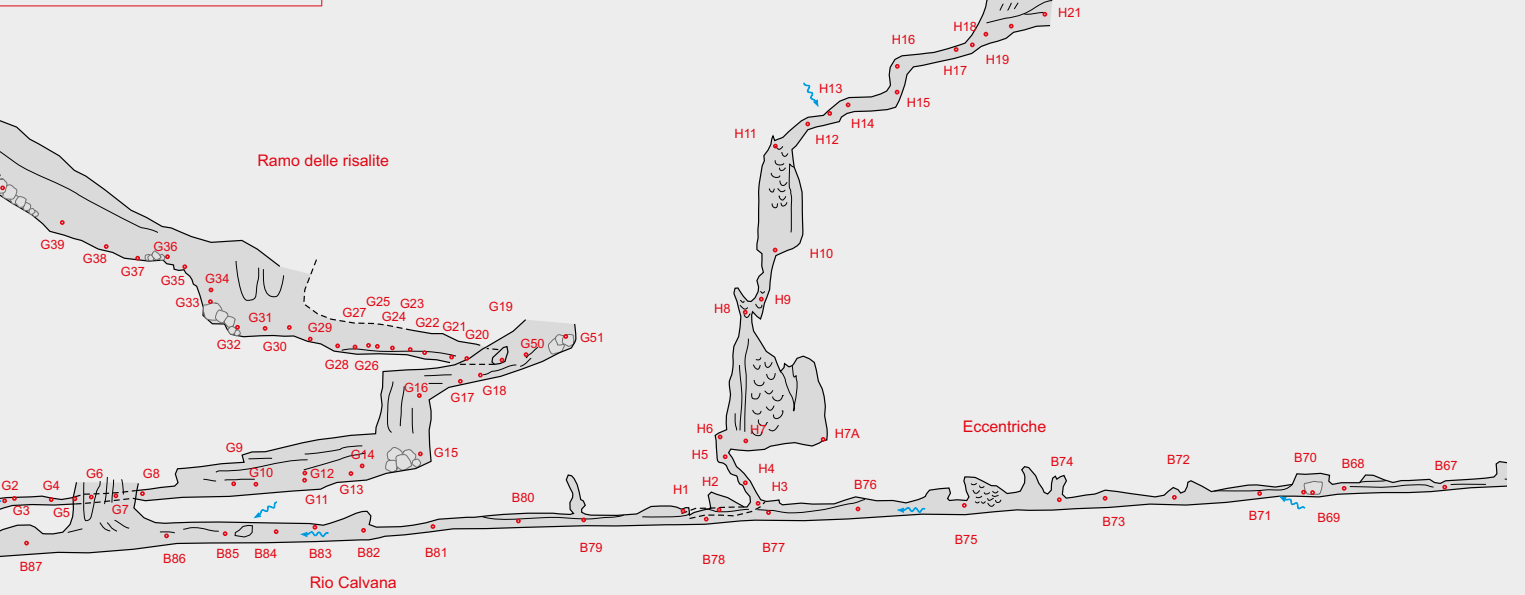 H21
H18
H16
H19
H17
H13
H15
H14
H11
H12
Ramo delle risalite
G39
G36
G38
G37
G35
H10
G34
G33
H9
H8
G25
G23
G19
G27
G24
G31
G22
G21
G29
G20
G32
G30
G50
G51
G28
G26
G16
G17
G18
H6
H7
H7A
Eccentriche
G9
G14
G15
H5
B74
B72
B70
B68
B67
G6
G8
G10
G12
H4
G2
G4
G13
H2
H3
B76
H1
G3
G5
G7
G11
B80
B71
B69
B73
B75
B87
B86
B85
B84
B83
B82
B81
B79
B78
B77
Rio Calvana